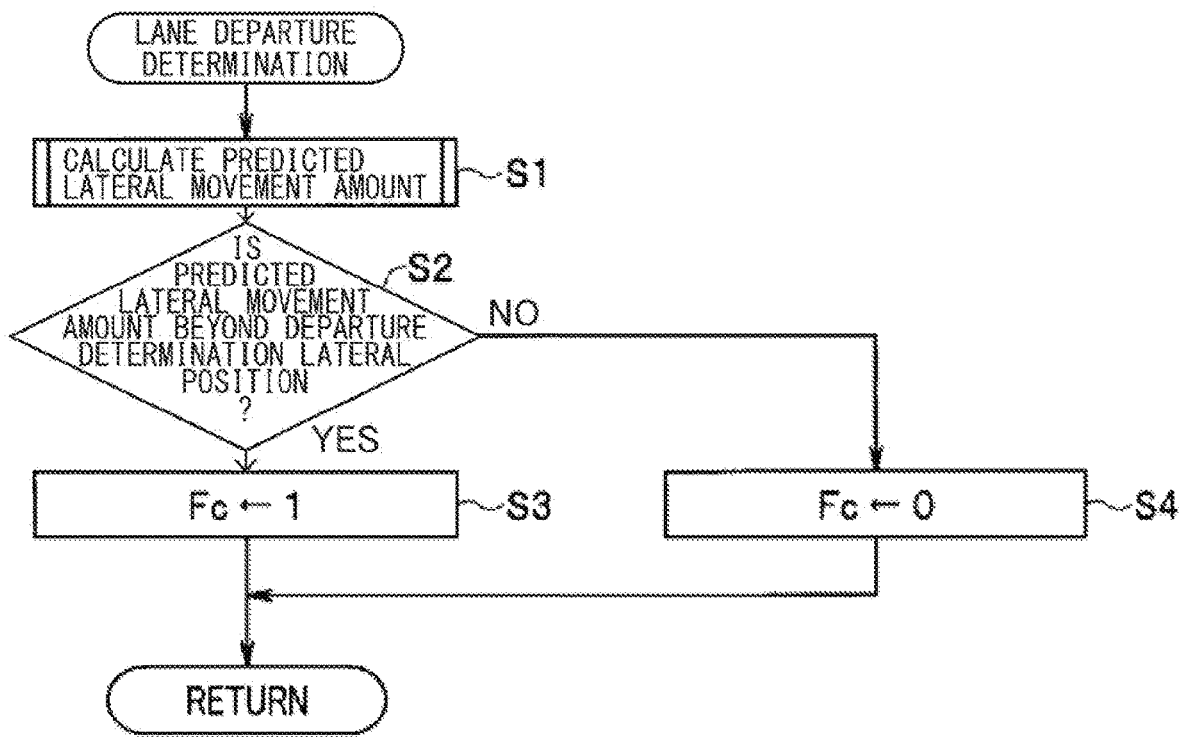 LANE DEPARTURE
DETERMINATION
CALCULATE PREDICTED
LATERAL MOVEMENT AMOUNT
S1
IS
PREDICTED
LATERAL MOVEMENT
AMOUNT BEYOND DEPARTURE
DETERMINATION LATERAL
POSITION
?
S2
NO
YES
Fc ← 1
S3
Fc ← 0
S4
RETURN